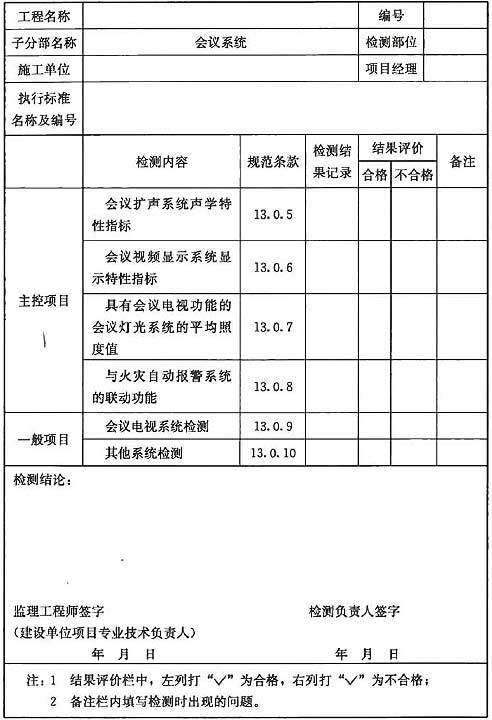 工程名称 编号
子分部名称 会议系统 检测部位
施工单位 项目经理
执行标准
名称及编号
检测内容 规范条款 检测结
果记录 结果评价 备注
合格 不合格
主控项目
会议扩声系统声学特
性指标 13.0.5
会议视频显示系统显
示特性指标 13.0.6
具有会议电视功能的
会议灯光系统的平均照
度值 13.0.7
与火灾自动报警系统
的联动功能 13.0.8
一般项目
会议电视系统检测 13.0.9
其他系统检测 13.0.10
检测结论：
监理工程师签字 检测负责人签字
（建设单位项目专业技术负责人）
年 月 日 年 月 日
注：1 结果评价栏中，左列打“√”为合格，右列打“√”为不合格；
2 备注栏内填写检测时出现的问题。